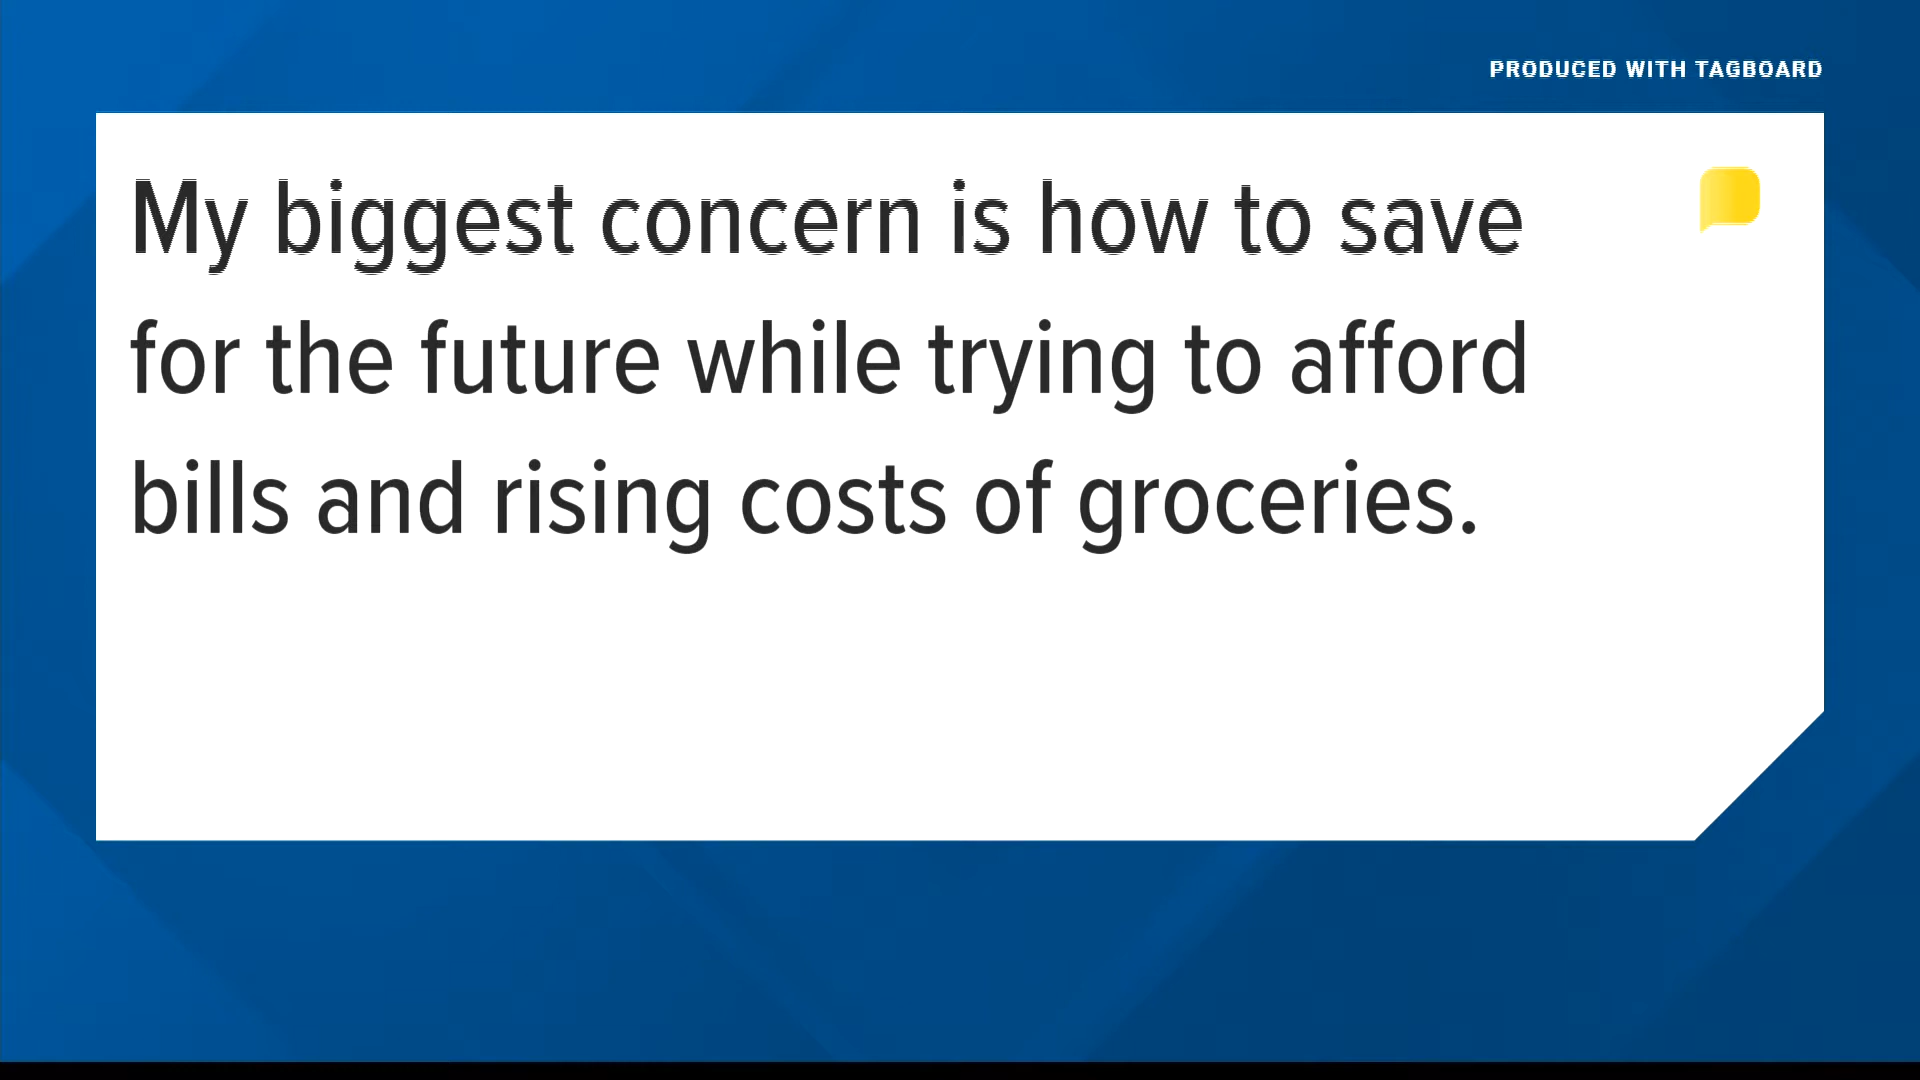 PRODUCED WITH TAGBOARD
My biggest concern is how to save
for the future while trying to afford
bills and rising costs of groceries.